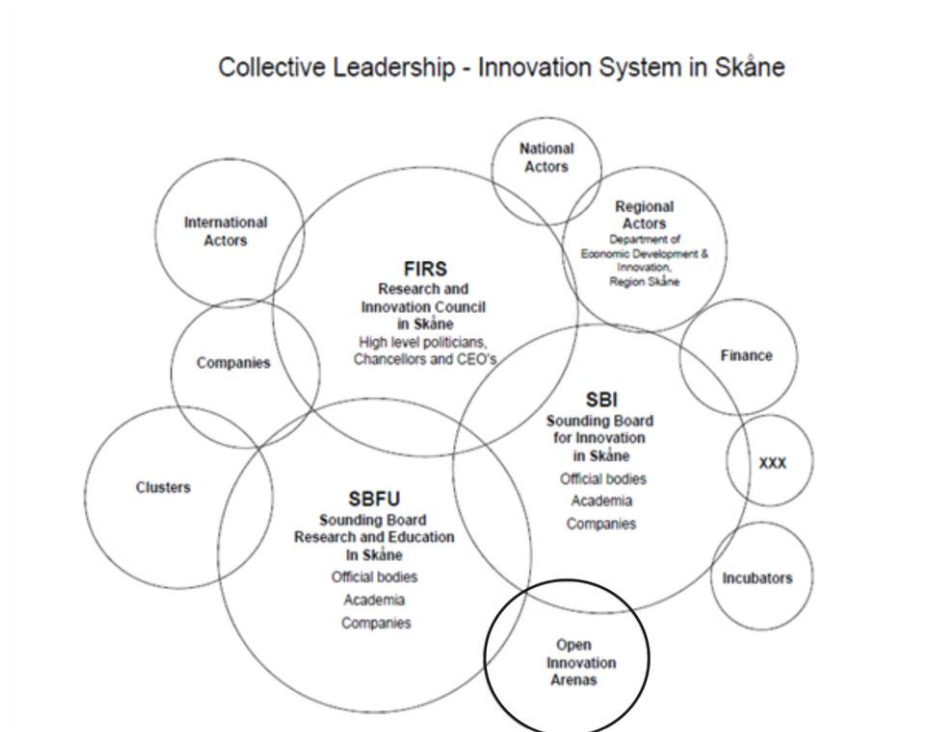 Collective Leadership - Innovation System in Skåne
National
Actors
International
Actors
Regional
Actors
Department of
Economic Development &
Innovation,
Region Skåne
FIRS
Research and
Innovation Council
in Skåne
High level politicians,
Chancellors and CEO's
Companies
Finance
SBI
Sounding Board
for Innovation
in Skåne
Official bodies
Academia
Companies
XXX
Clusters
SBFU
Sounding Board
Research and Education
In Skåne
Official bodies
Academia
Companies
Incubators
Open
Innovation
Arenas